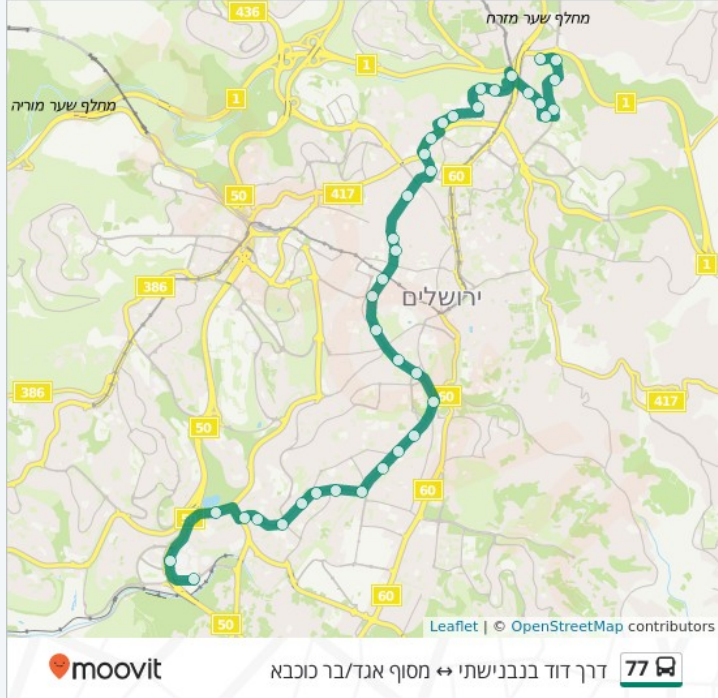 מחלף שער מזרח
436
1
מחלף שער מוריה
1
1
60
50
417
1
386
ירושלים
386
60
417
50
60
60
50
Leaflet | © OpenStreetMap contributors
moovit
77 דרך דוד בנבנישתי ↔ מסוף אגד/בר כוכבא